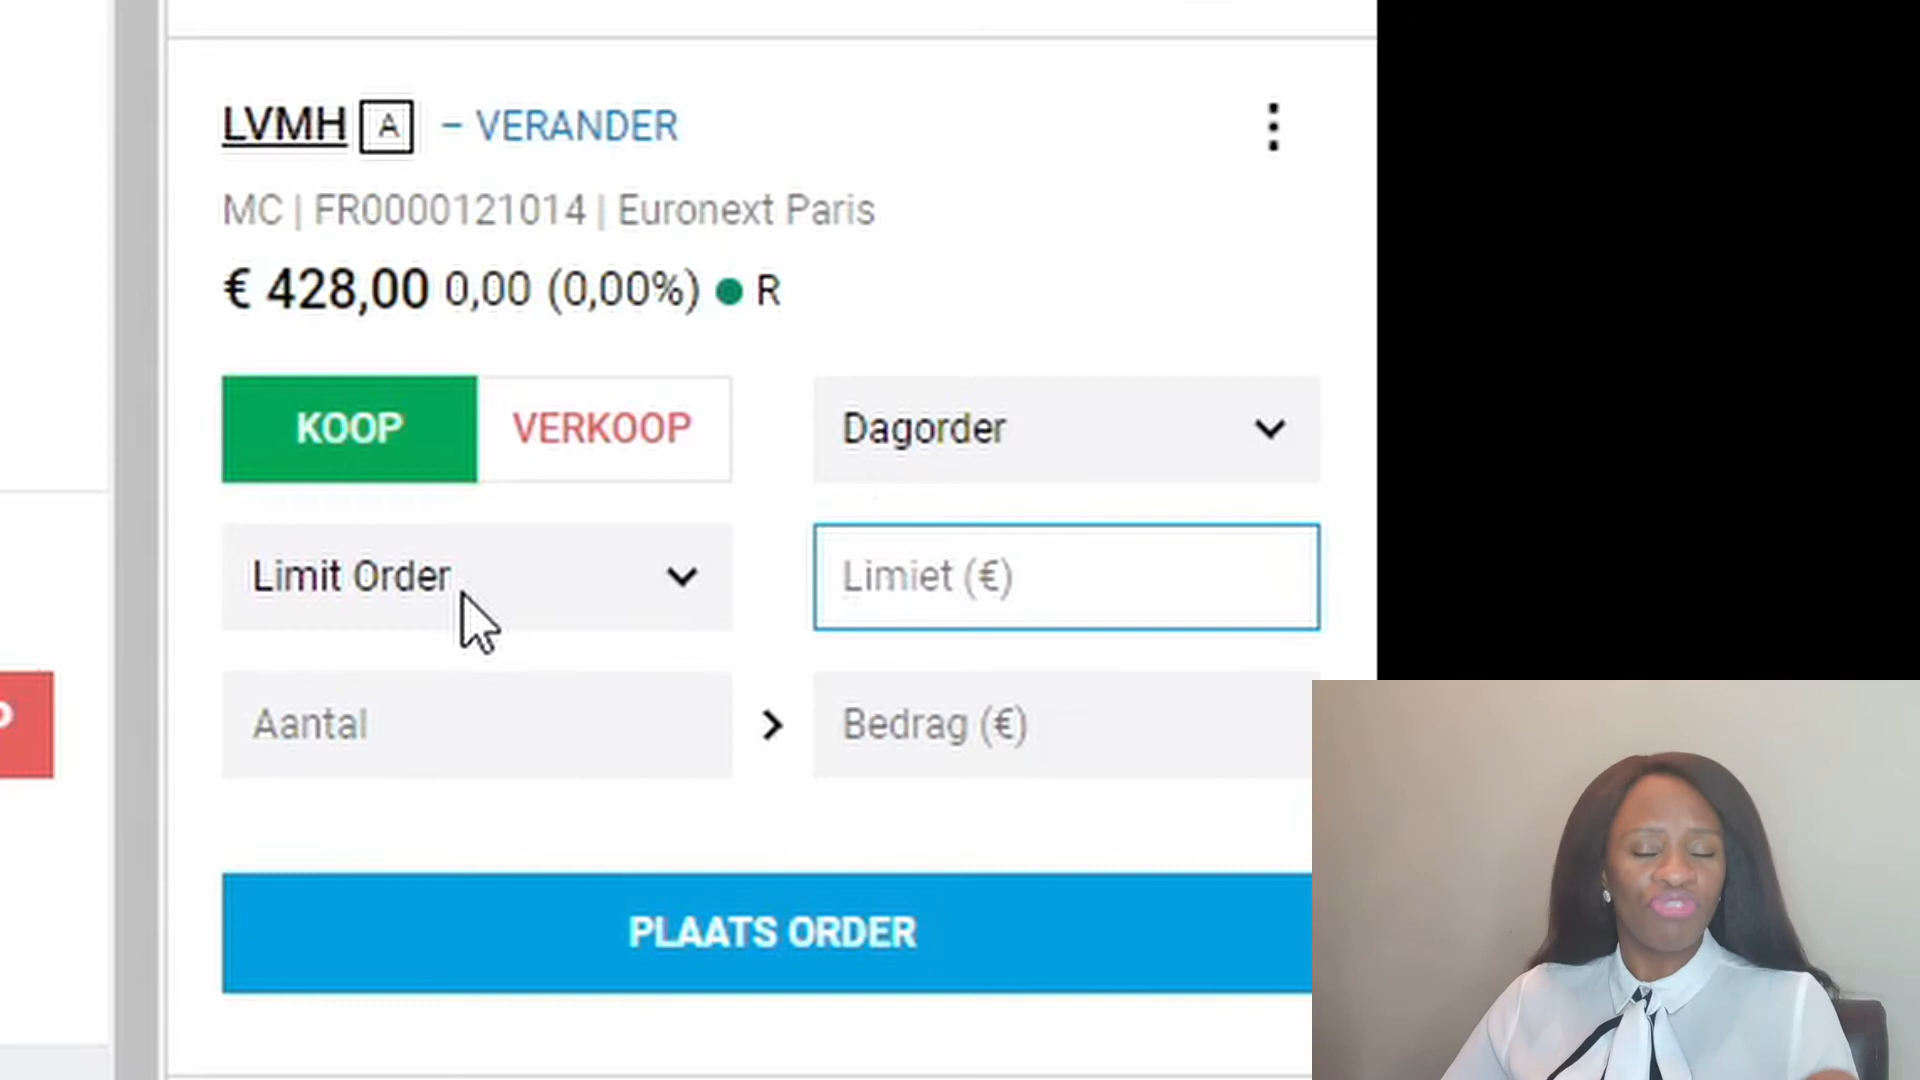 LVMH A – VERANDER
MC | FR0000121014 | Euronext Paris
€ 428,00 0,00 (0,00%) R
KOOP VERKOOP Dagorder
Limit Order Limiet (€)
Aantal Bedrag (€)
PLAATS ORDER